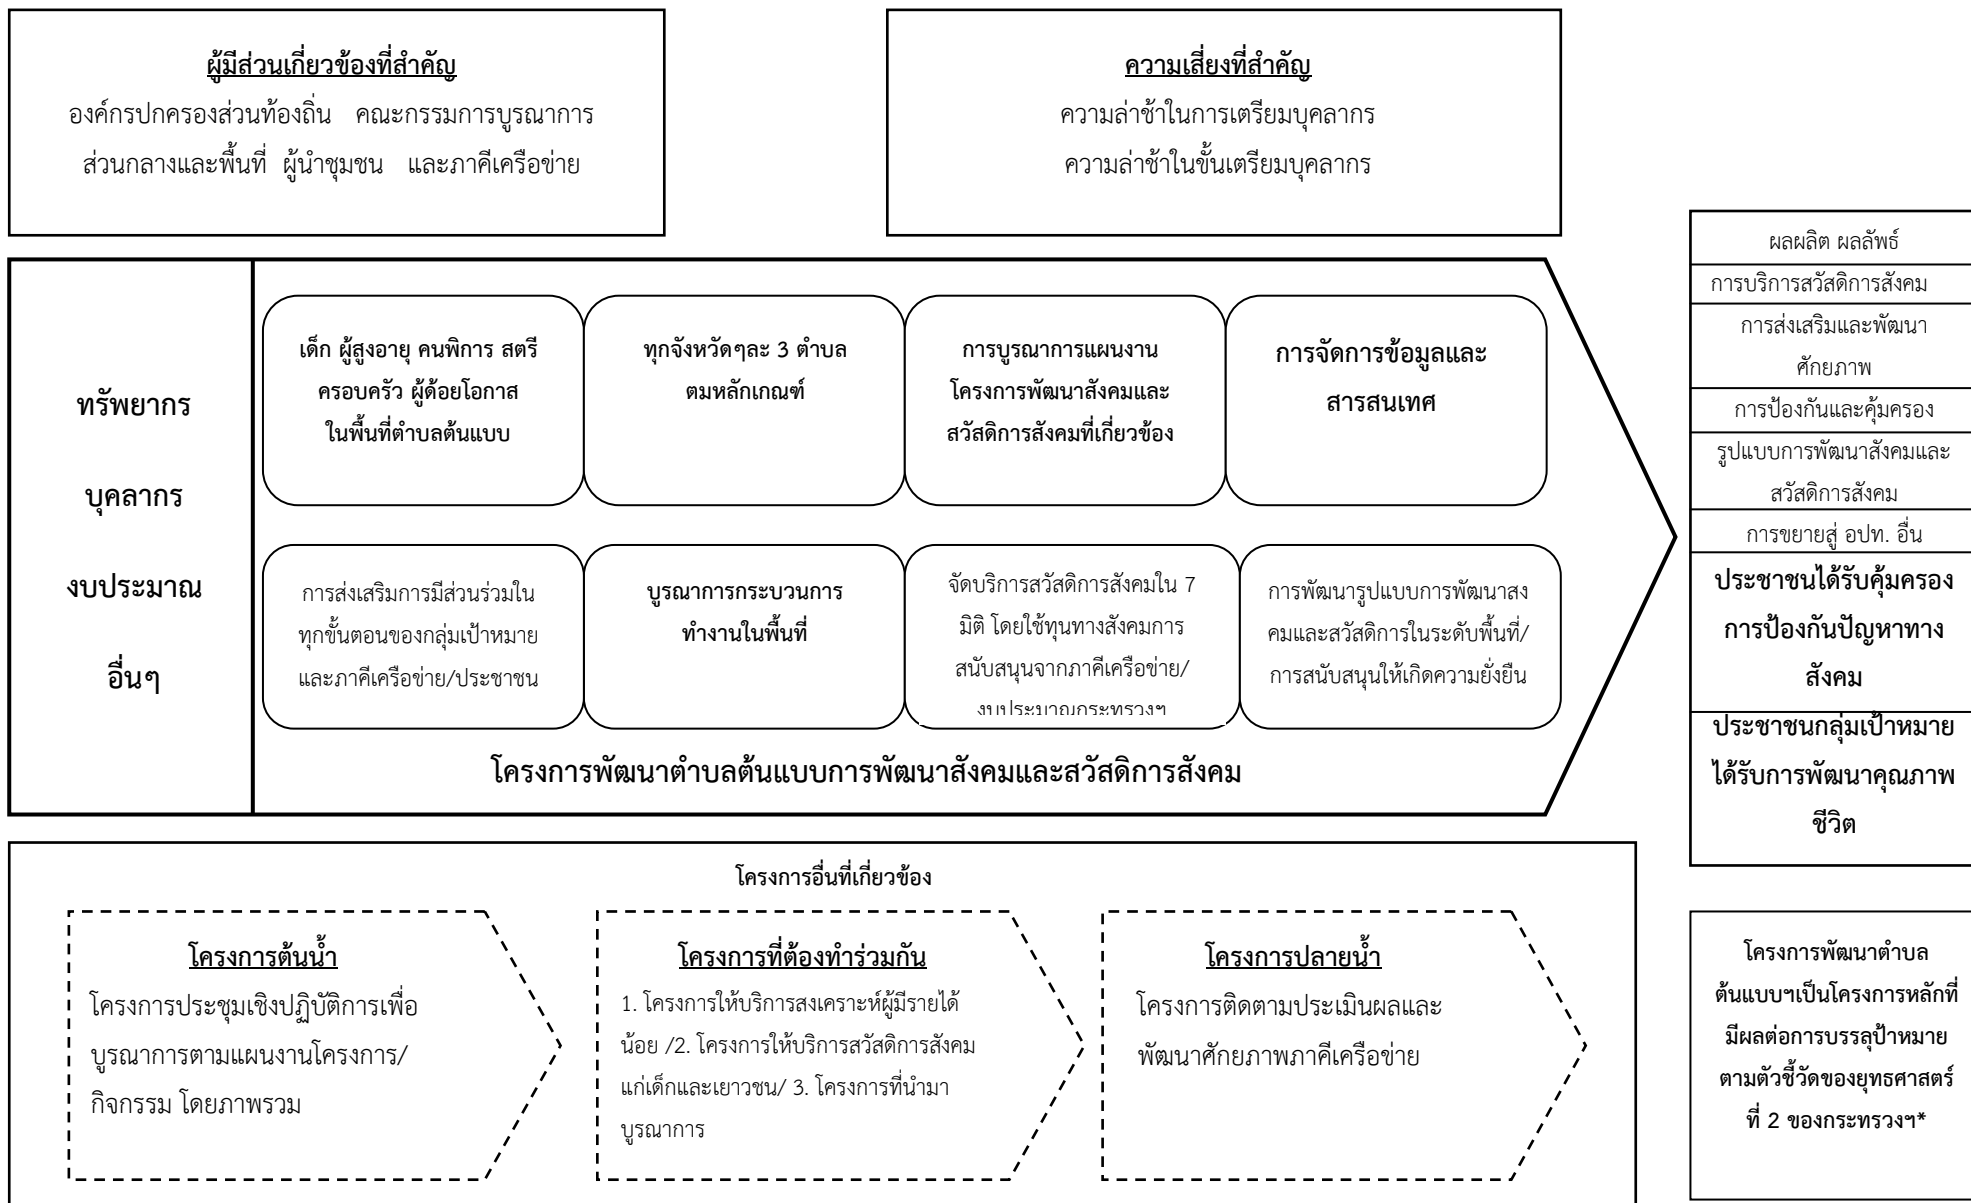 ผู้มีส่วนเกี่ยวข้องที่สำคัญ
องค์กรปกครองส่วนท้องถิ่น คณะกรรมการบูรณาการ
ส่วนกลางและพื้นที่ ผู้นำชุมชน และภาคีเครือข่าย
ความเสี่ยงที่สำคัญ
ความล่าช้าในการเตรียมบุคลากร
ความล่าช้าในขั้นเตรียมบุคลากร
ทรัพยากร
บุคลากร
งบประมาณ
อื่นๆ
เด็ก ผู้สูงอายุ คนพิการ สตรี
ครอบครัว ผู้ด้อยโอกาส
ในพื้นที่ตำบลต้นแบบ
ทุกจังหวัดๆละ 3 ตำบล
ตมหลักเกณฑ์
การบูรณาการแผนงาน
โครงการพัฒนาสังคมและ
สวัสดิการสังคมที่เกี่ยวข้อง
การจัดการข้อมูลและ
สารสนเทศ
การส่งเสริมการมีส่วนร่วมใน
ทุกขั้นตอนของกลุ่มเป้าหมาย
และภาคีเครือข่าย/ประชาชน
บูรณาการกระบวนการ
ทำงานในพื้นที่
จัดบริการสวัสดิการสังคมใน 7
มิติ โดยใช้ทุนทางสังคมการ
สนับสนุนจากภาคีเครือข่าย/
งบประมาณกระทรวงฯ
การพัฒนารูปแบบการพัฒนาสัง
คมและสวัสดิการในระดับพื้นที่/
การสนับสนุนให้เกิดความยั่งยืน
โครงการพัฒนาตำบลต้นแบบการพัฒนาสังคมและสวัสดิการสังคม
ผลผลิต ผลลัพธ์
การบริการสวัสดิการสังคม
การส่งเสริมและพัฒนา
ศักยภาพ
การป้องกันและคุ้มครอง
รูปแบบการพัฒนาสังคมและ
สวัสดิการสังคม
การขยายสู่ อปท. อื่น
ประชาชนได้รับคุ้มครอง
การป้องกันปัญหาทาง
สังคม
ประชาชนกลุ่มเป้าหมาย
ได้รับการพัฒนาคุณภาพ
ชีวิต
โครงการอื่นที่เกี่ยวข้อง
โครงการต้นน้ำ
โครงการประชุมเชิงปฏิบัติการเพื่อ
บูรณาการตามแผนงานโครงการ/
กิจกรรม โดยภาพรวม
โครงการที่ต้องทำร่วมกัน
1. โครงการให้บริการสงเคราะห์ผู้มีรายได้
น้อย /2. โครงการให้บริการสวัสดิการสังคม
แก่เด็กและเยาวชน/ 3. โครงการที่นำมา
บูรณาการ
โครงการปลายน้ำ
โครงการติดตามประเมินผลและ
พัฒนาศักยภาพภาคีเครือข่าย
โครงการพัฒนาตำบล
ต้นแบบฯเป็นโครงการหลักที่
มีผลต่อการบรรลุเป้าหมาย
ตามตัวชี้วัดของยุทธศาสตร์
ที่ 2 ของกระทรวงฯ*